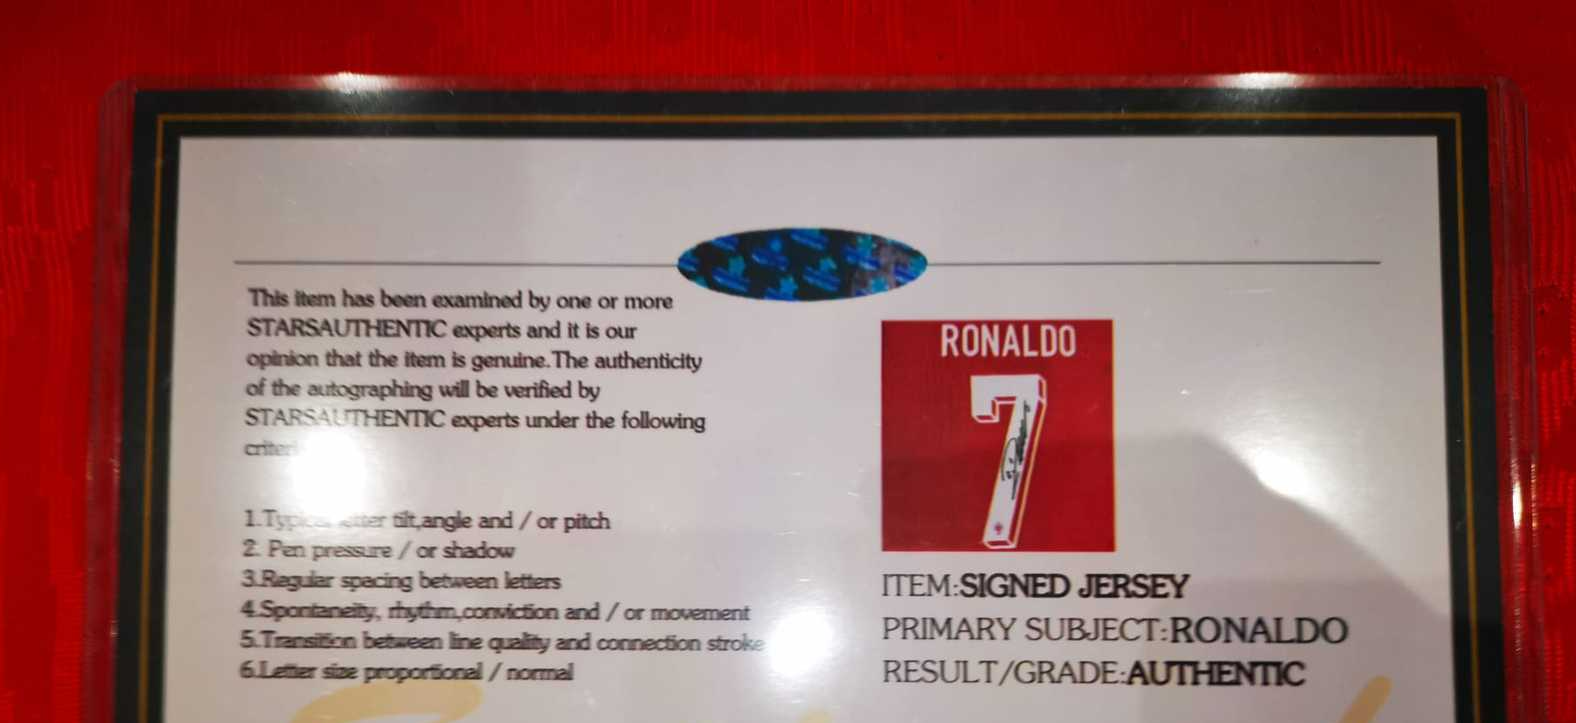 This item has been examined by one or more
STARSAUTHENTIC experts and it is our
opinion that the item is genuine.The authenticity
of the autographing will be verified by
STARSAUTHENTIC experts under the following
1.Typical letter tilt,angle and / or pitch
2. Pen pressure / or shadow
3.Regular spacing between letters
4.Spontaneity, rhythm,conviction and / or movement
5.Transition between line quality and connection stroke
6.Letter size proportional / normal
RONALDO
7
ITEM:SIGNED JERSEY
PRIMARY SUBJECT:RONALDO
RESULT/GRADE:AUTHENTIC